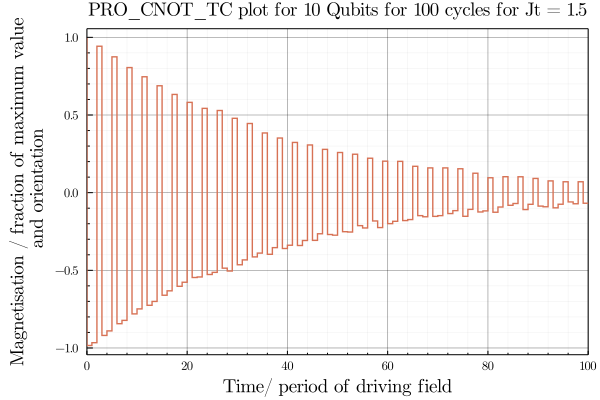 PRO_CNOT_TC plot for 10 Qubits for 100 cycles for Jt = 1.5
Magnetisation / fraction of maximum value
and orientation
1.0
0.5
0.0
−0.5
−1.0
0
20
40
60
80
100
Time/ period of driving field